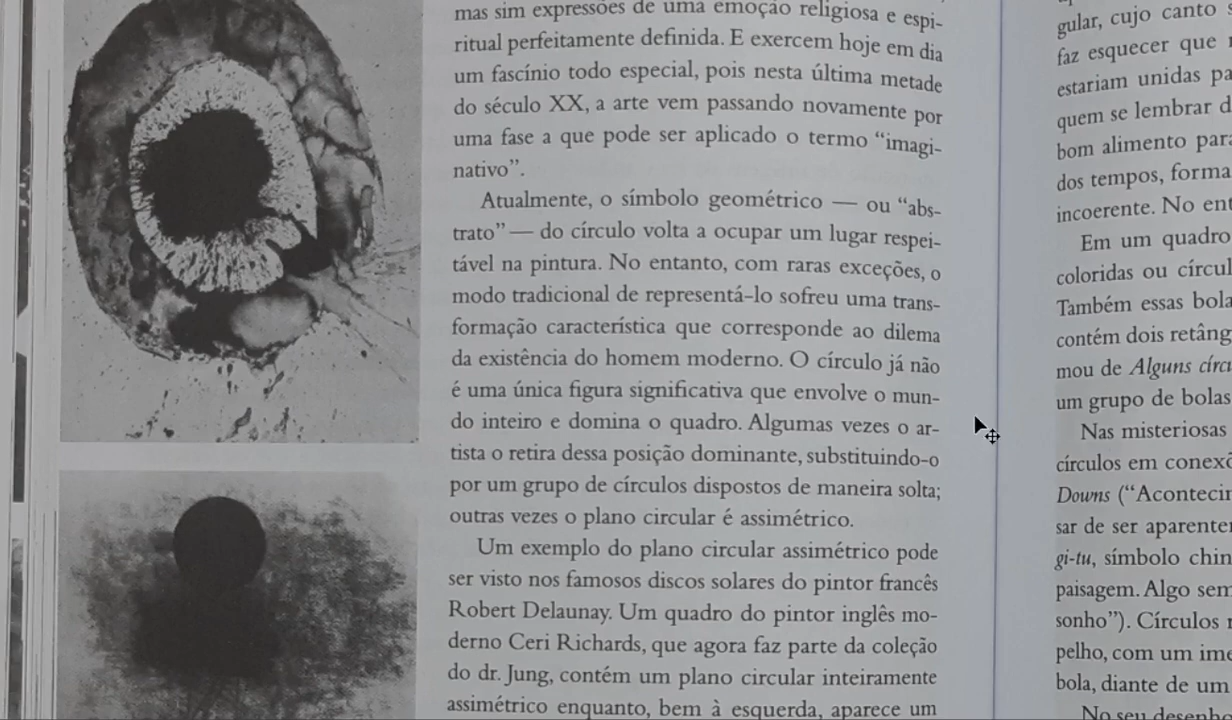 mas sim expressões de uma emoção religiosa e espi-
ritual perfeitamente definida. E exercem hoje em dia
um fascínio todo especial, pois nesta última metade
do século XX, a arte vem passando novamente por
uma fase a que pode ser aplicado o termo “imagi-
nativo”.
Atualmente, o símbolo geométrico — ou “abs-
trato” — do círculo volta a ocupar um lugar respei-
tável na pintura. No entanto, com raras exceções, o
modo tradicional de representá-lo sofreu uma trans-
formação característica que corresponde ao dilema
da existência do homem moderno. O círculo já não
é uma única figura significativa que envolve o mun-
do inteiro e domina o quadro. Algumas vezes o ar-
tista o retira dessa posição dominante, substituindo-o
por um grupo de círculos dispostos de maneira solta;
outras vezes o plano circular é assimétrico.
Um exemplo do plano circular assimétrico pode
ser visto nos famosos discos solares do pintor francês
Robert Delaunay. Um quadro do pintor inglês mo-
derno Ceri Richards, que agora faz parte da coleção
do dr. Jung, contém um plano circular inteiramente
assimétrico enquanto, bem à esquerda, aparece um
gular, cujo canto
faz esquecer que
estariam unidas
quem se lembrar
bom alimento
dos tempos, forma
incoerente. No
Em um quadro
coloridas ou
Também essas
contém dois
mou de Alguns
um grupo de bolas
Nas misteriosas
círculos em
Downs
sar de ser
gi-tu, símbolo
paisagem. Algo
sonho”). Círculos
pelho, com um
bola, diante de um
No seu